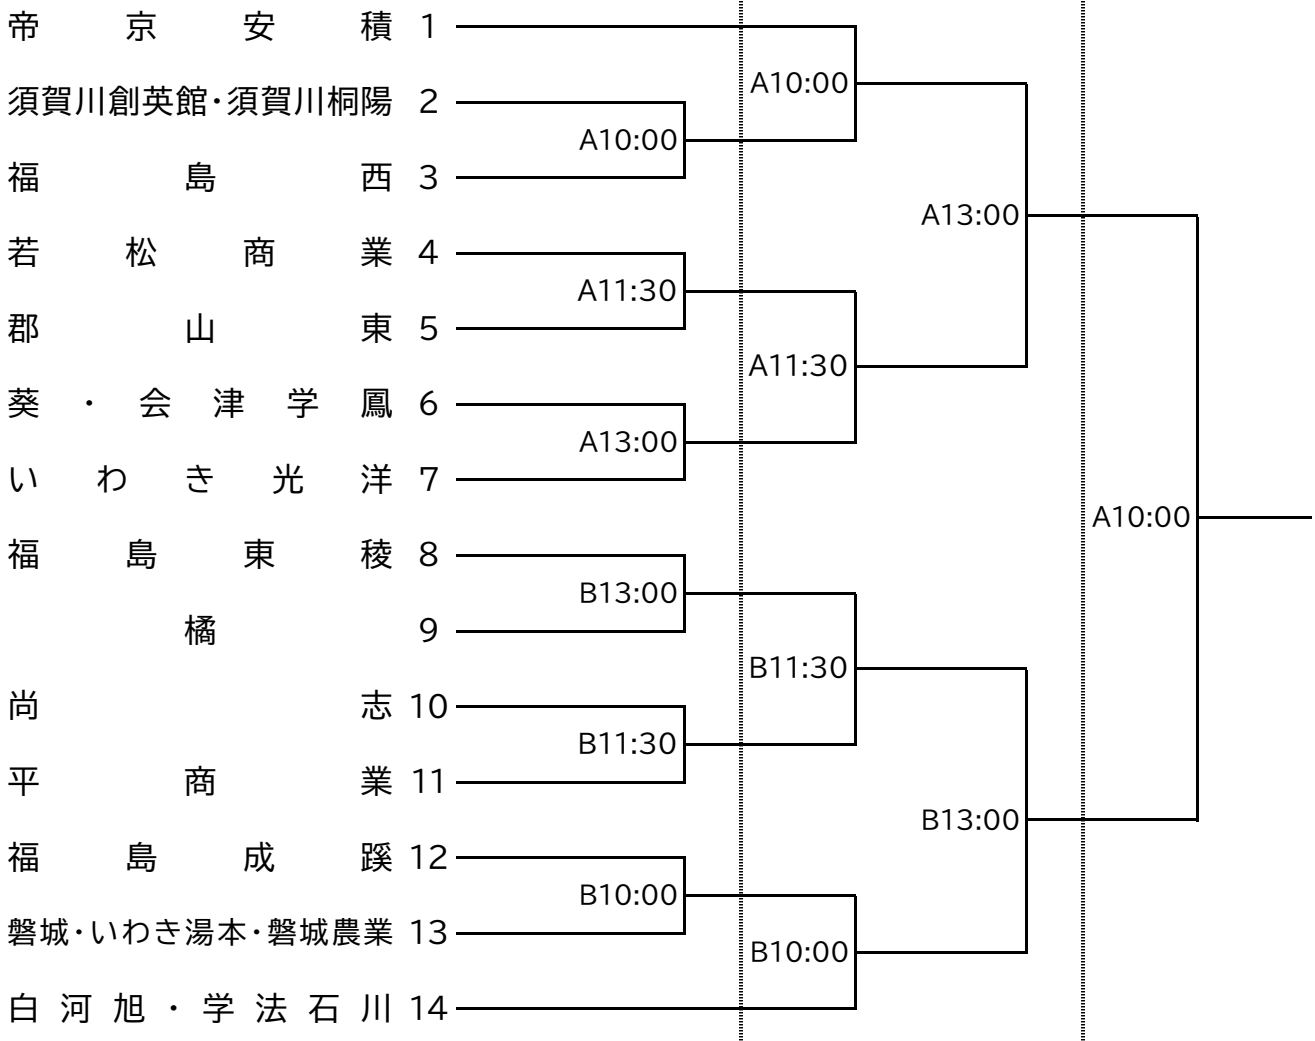 帝京安積 1
A10:00
須賀川創英館・須賀川桐陽 2
A10:00
福島西 3
A13:00
若松商業 4
A11:30
郡山東 5
A11:30
葵・会津学鳳 6
A13:00
いわき光洋 7
A10:00
福島東稜 8
B13:00
橘 9
B11:30
尚志 10
B11:30
平商業 11
B13:00
福島成蹊 12
B10:00
磐城・いわき湯本・磐城農業 13
B10:00
白河旭・学法石川 14